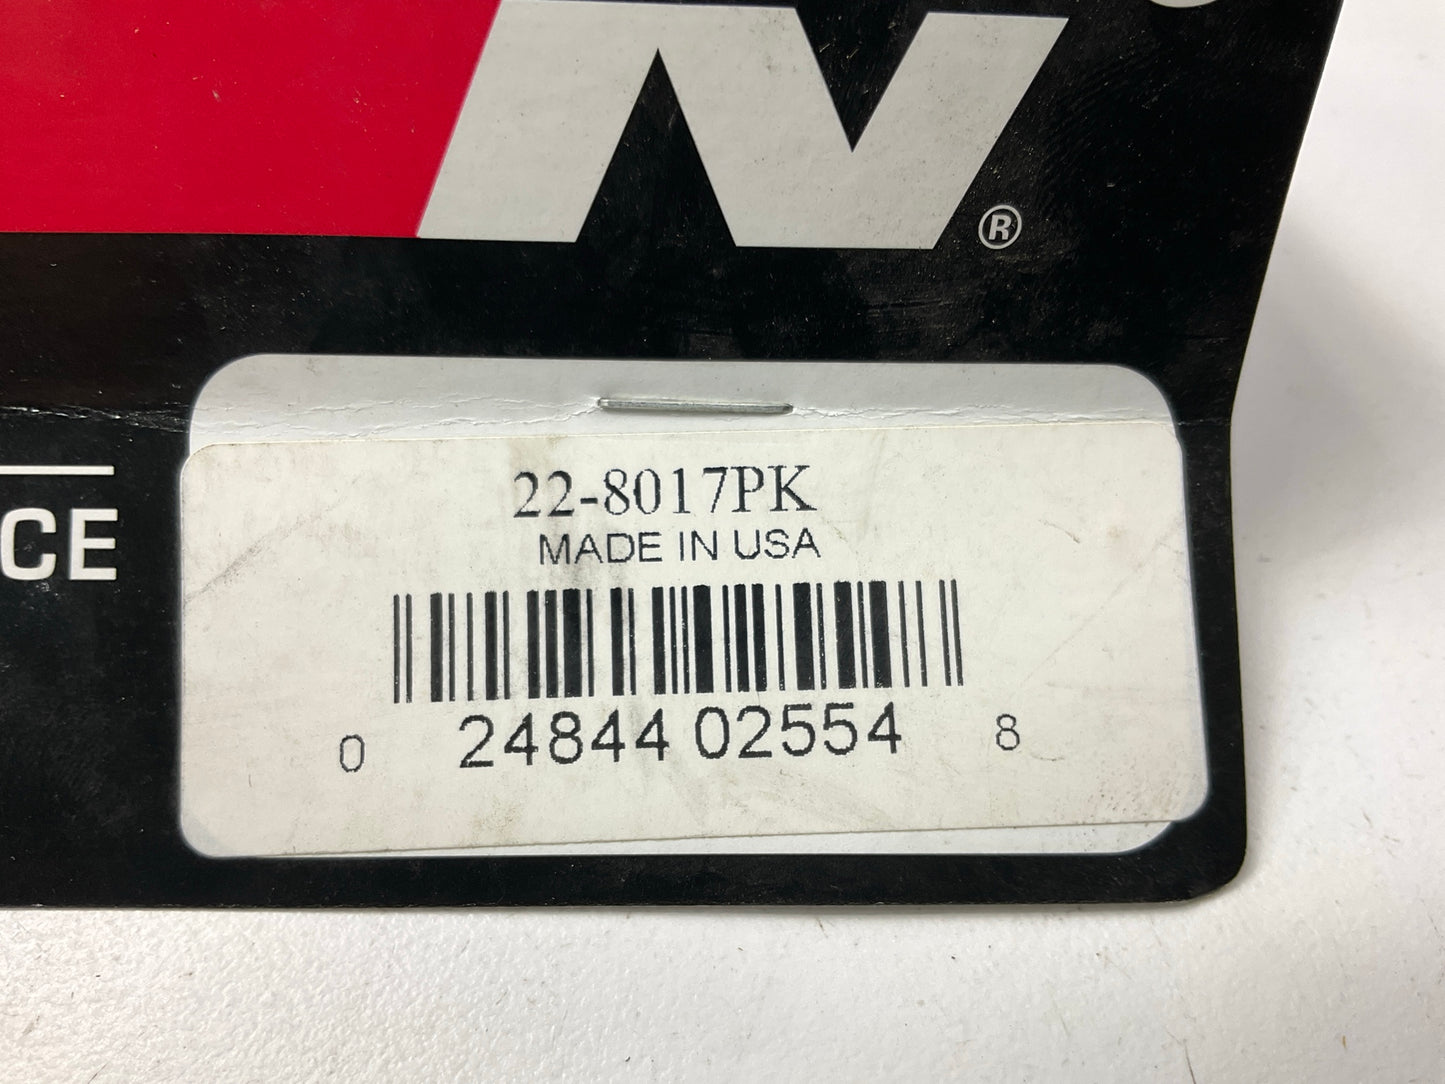 N®
22-8017PK
MADE IN USA
CE
0 24844 02554 8